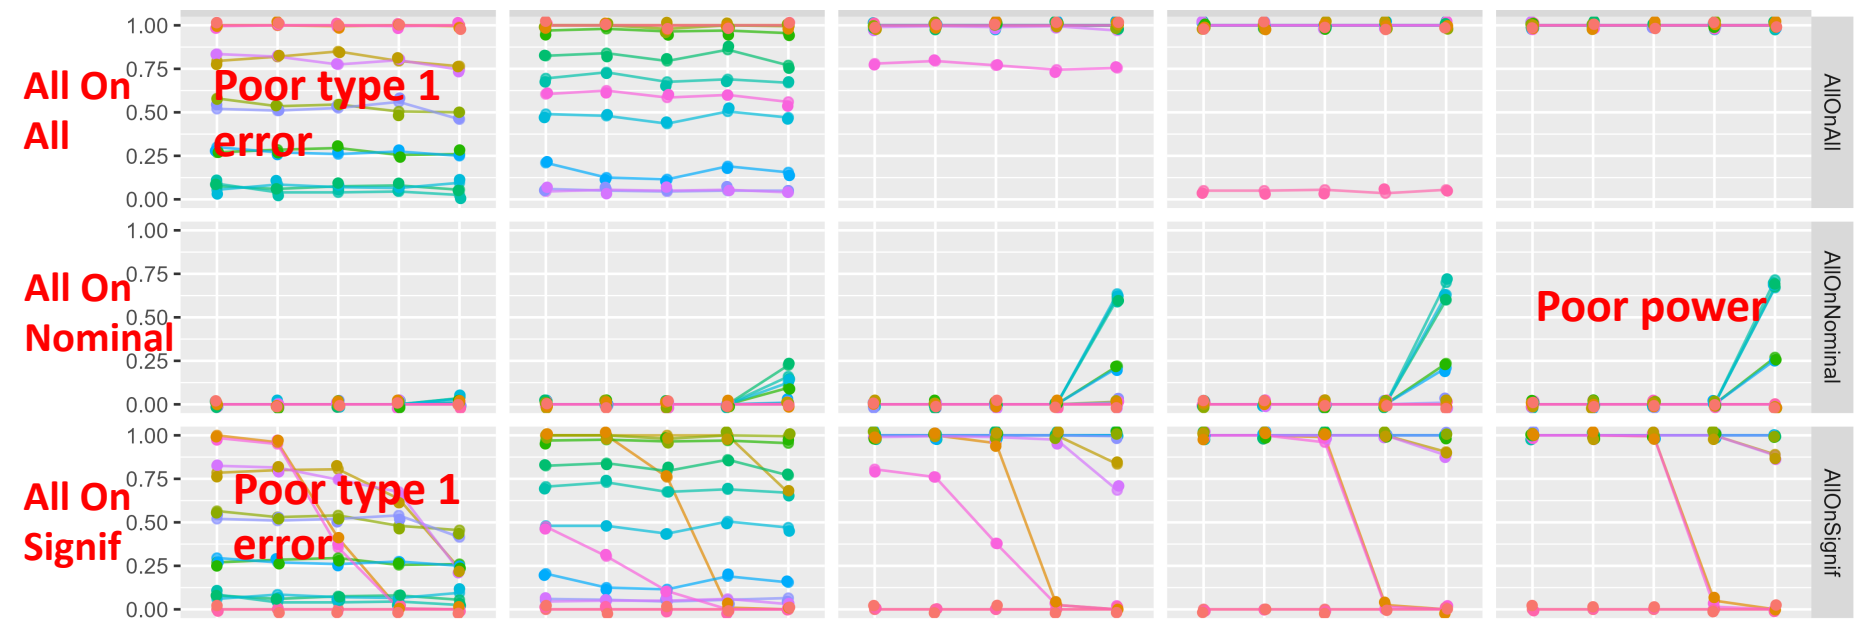 1.00
0.75
0.50
0.25
0.00
All On
All
Poor type 1
error
AllOnAll
1.00
0.75
0.50
0.25
0.00
All On
Nominal
Poor power
AllOnNominal
1.00
0.75
0.50
0.25
0.00
All On
Signif
Poor type 1
error
AllOnSignif